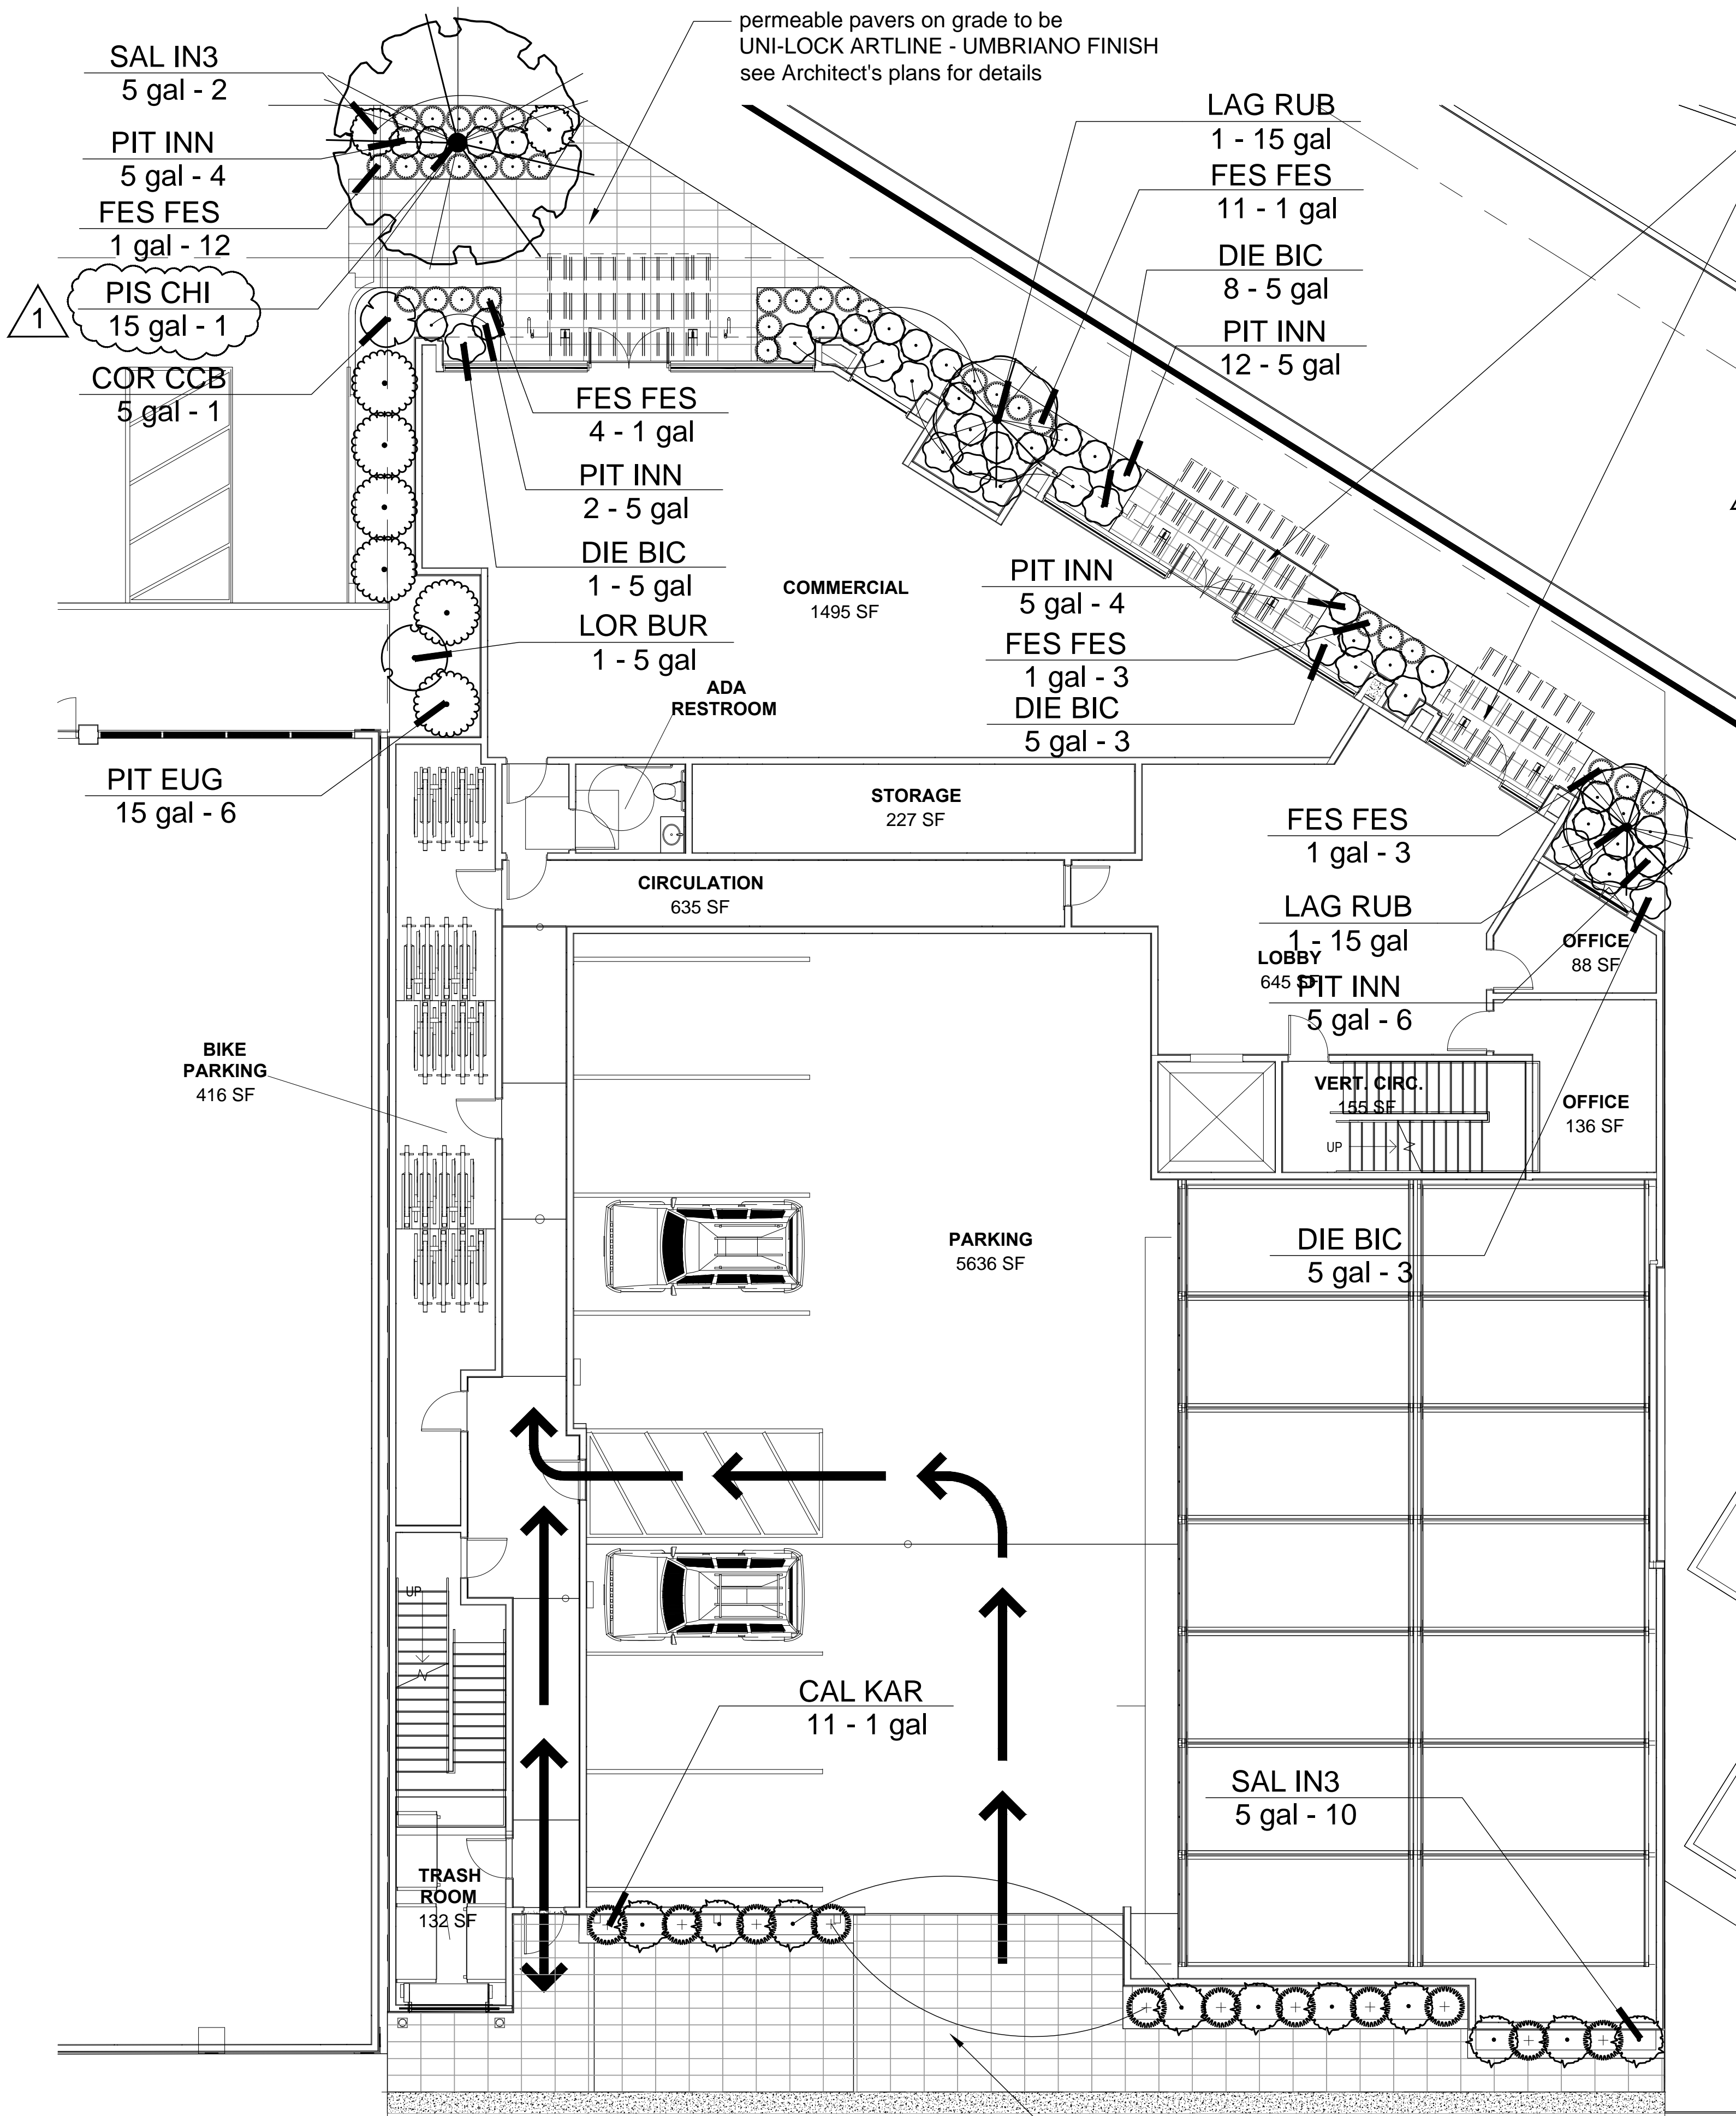 permeable pavers on grade to be
UNI-LOCK ARTLINE - UMBRIANO FINISH
see Architect's plans for details
SAL IN3
5 gal - 2
PIT INN
5 gal - 4
FES FES
1 gal - 12
1
PIS CHI
15 gal - 1
COR CCB
5 gal - 1
LAG RUB
1 - 15 gal
FES FES
11 - 1 gal
DIE BIC
8 - 5 gal
PIT INN
12 - 5 gal
FES FES
4 - 1 gal
PIT INN
2 - 5 gal
DIE BIC
1 - 5 gal
LOR BUR
1 - 5 gal
COMMERCIAL
1495 SF
PIT INN
5 gal - 4
FES FES
1 gal - 3
DIE BIC
5 gal - 3
ADA
RESTROOM
PIT EUG
15 gal - 6
STORAGE
227 SF
FES FES
1 gal - 3
CIRCULATION
635 SF
LAG RUB
1 - 15 gal
LOBBY
645 SF
OFFICE
88 SF
PIT INN
5 gal - 6
BIKE
PARKING
416 SF
VERT. CIRC.
155 SF
UP
OFFICE
136 SF
PARKING
5636 SF
DIE BIC
5 gal - 3
UP
CAL KAR
11 - 1 gal
SAL IN3
5 gal - 10
TRASH
ROOM
132 SF